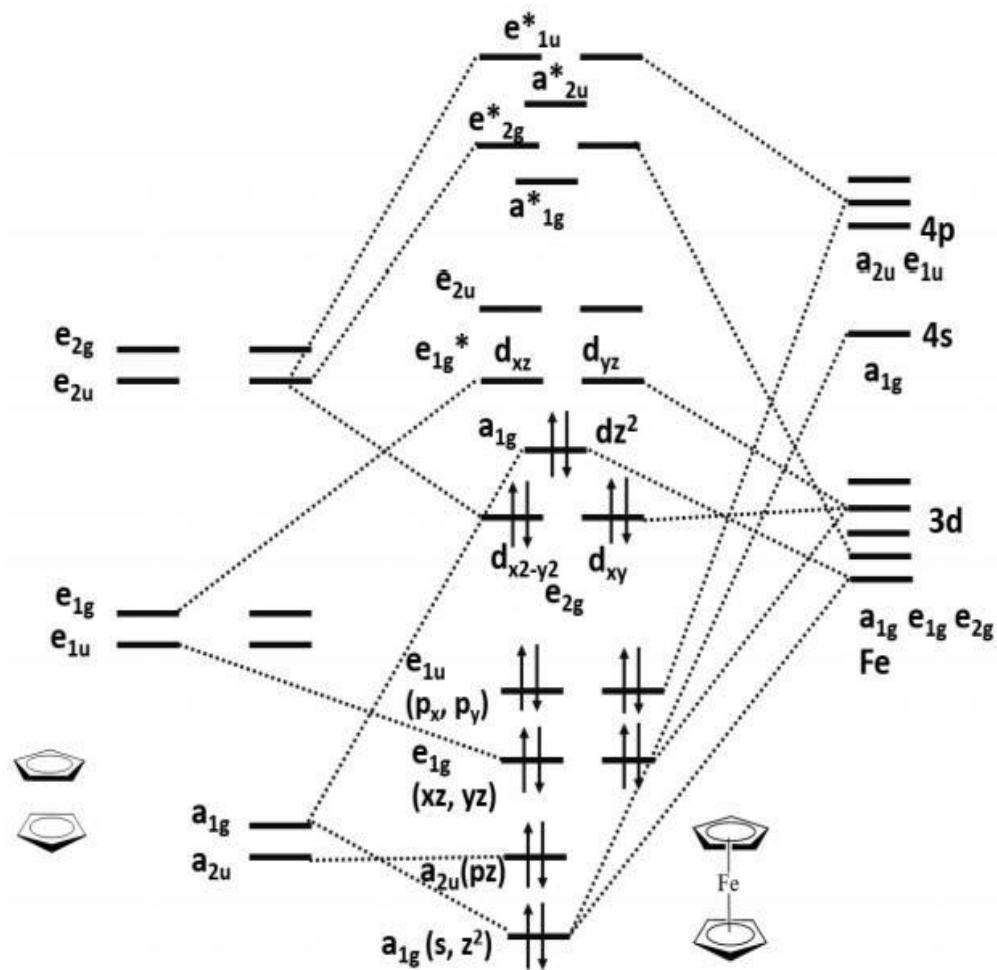 e*1u
a*2u
e*2g
a*1g
4p
a2u e1u
e2u
4s
e2g
e1g* dxz dyz
e2u
a1g
a1g dz2
3d
dx2-y2 dxy
e2g
e1g
a1g e1g e2g
e1u
e1u
Fe
(px, py)
e1g
(xz, yz)
a1g
a2u
a2u(pz)
Fe
a1g (s, z2)